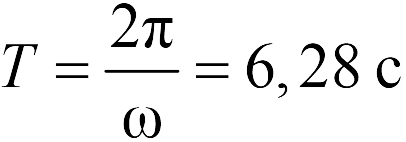 T = 2π/ω = 6, 28 с